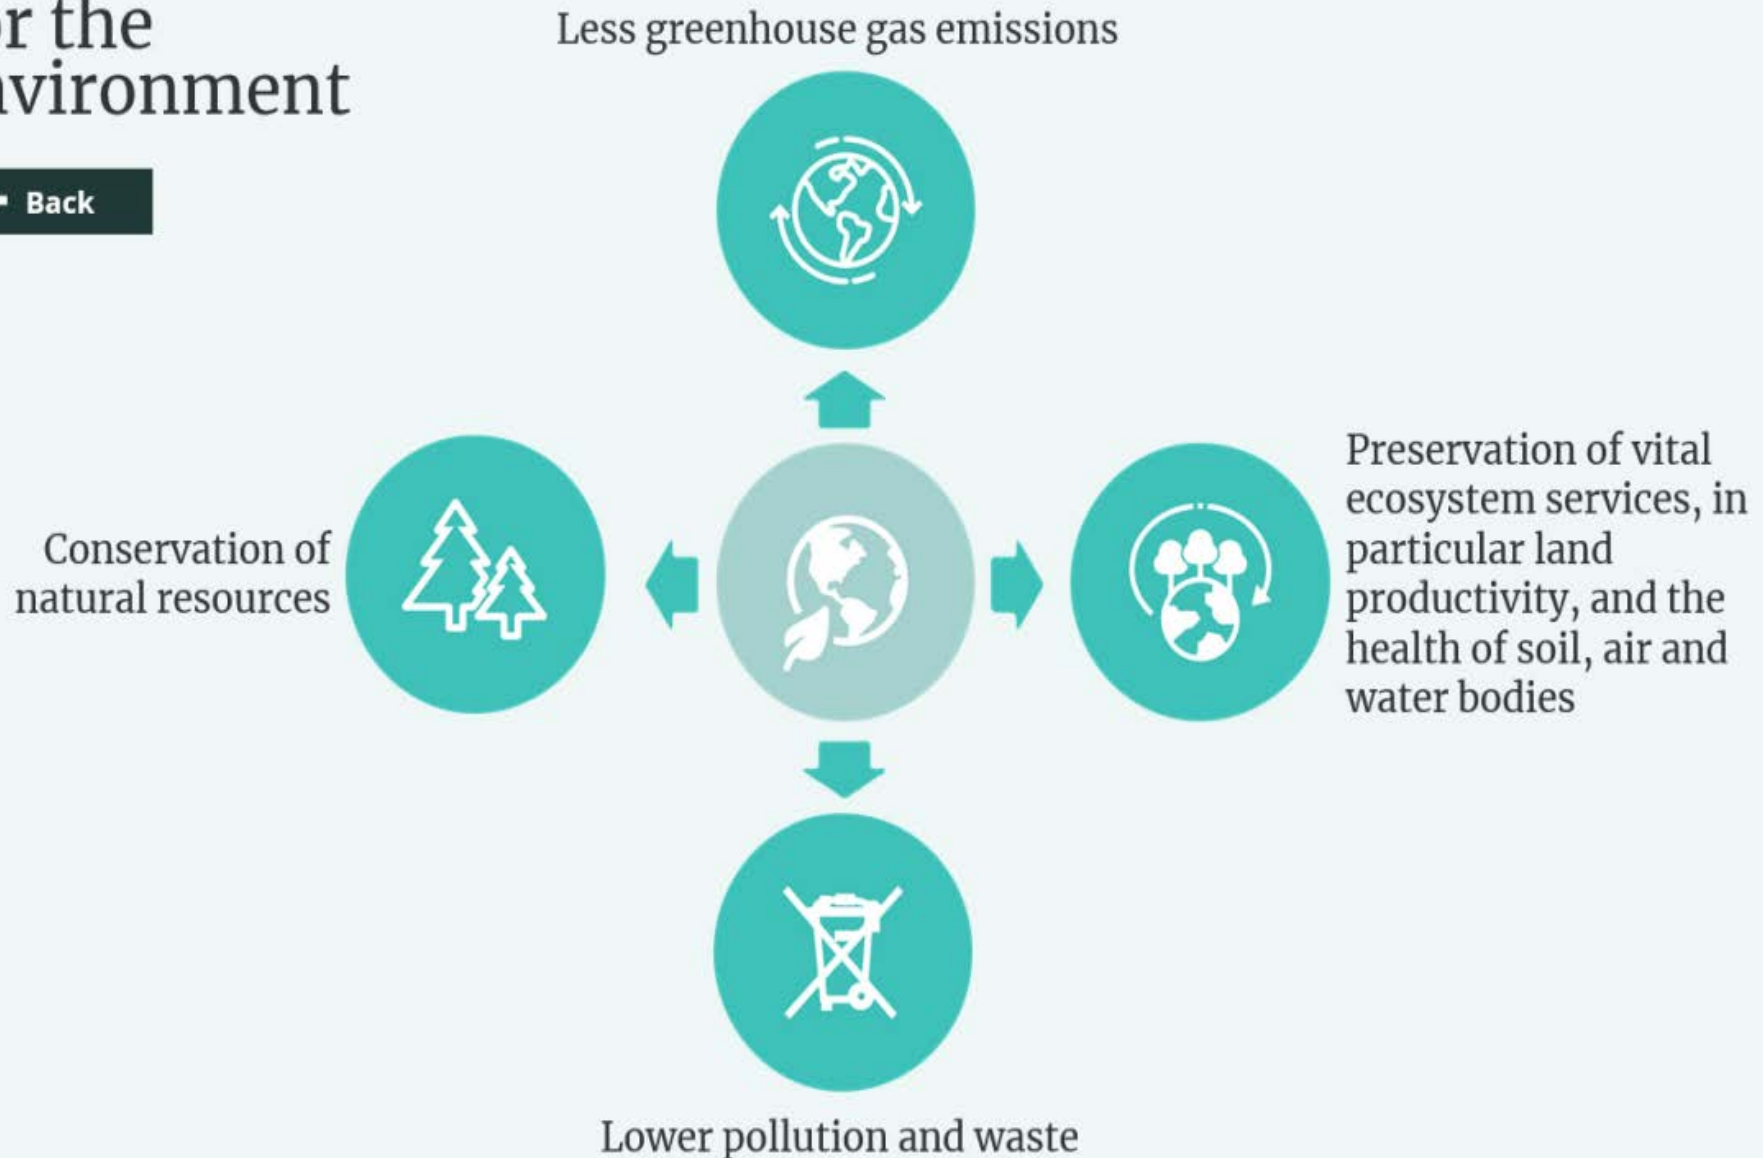 r the
vironment
Back
Less greenhouse gas emissions
Conservation of
natural resources
Preservation of vital
ecosystem services, in
particular land
productivity, and the
health of soil, air and
water bodies
Lower pollution and waste